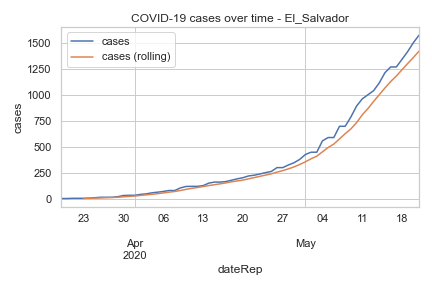 COVID-19 cases over time - El_Salvador
cases
cases (rolling)
1500
1250
1000
750
500
250
0
cases
23 30 06 13 20 27 04 11 18
Apr May
2020
dateRep